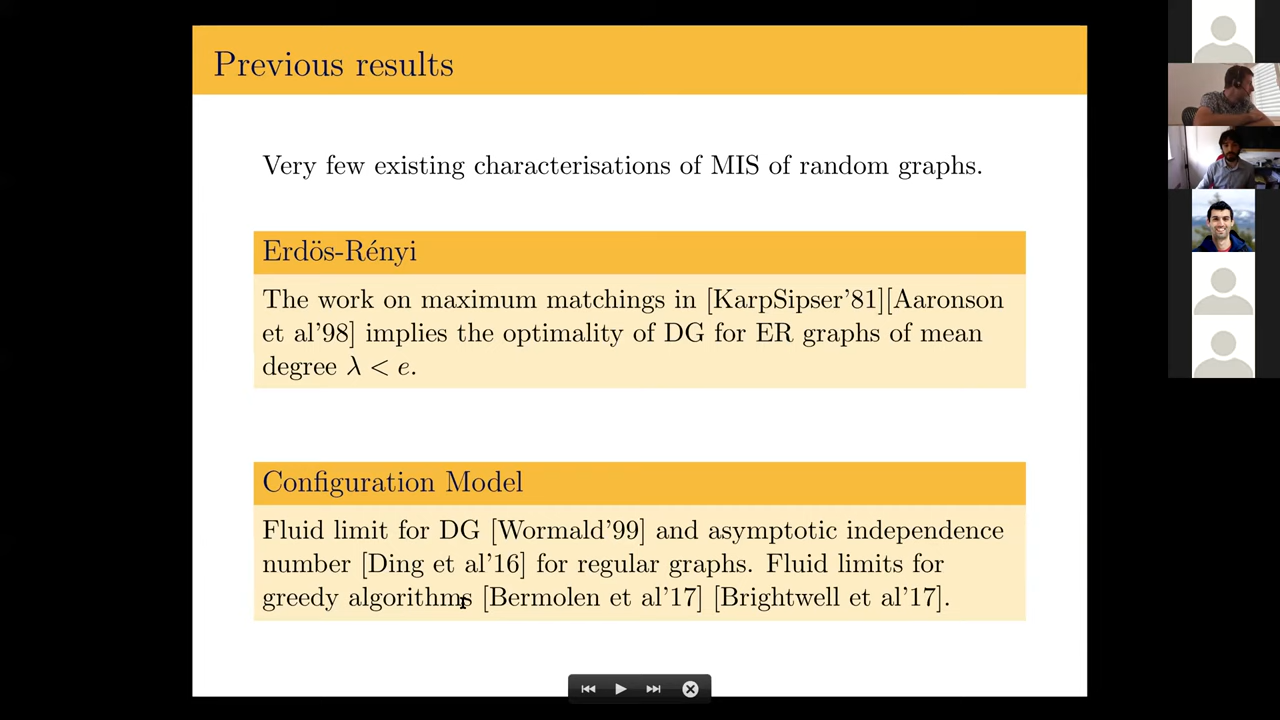 Previous results
Very few existing characterisations of MIS of random graphs.
Erdös-Rényi
The work on maximum matchings in [KarpSipser'81][Aaronson
et al'98] implies the optimality of DG for ER graphs of mean
degree λ < e.
Configuration Model
Fluid limit for DG [Wormald'99] and asymptotic independence
number [Ding et al'16] for regular graphs. Fluid limits for
greedy algorithms [Bermolen et al'17] [Brightwell et al'17].